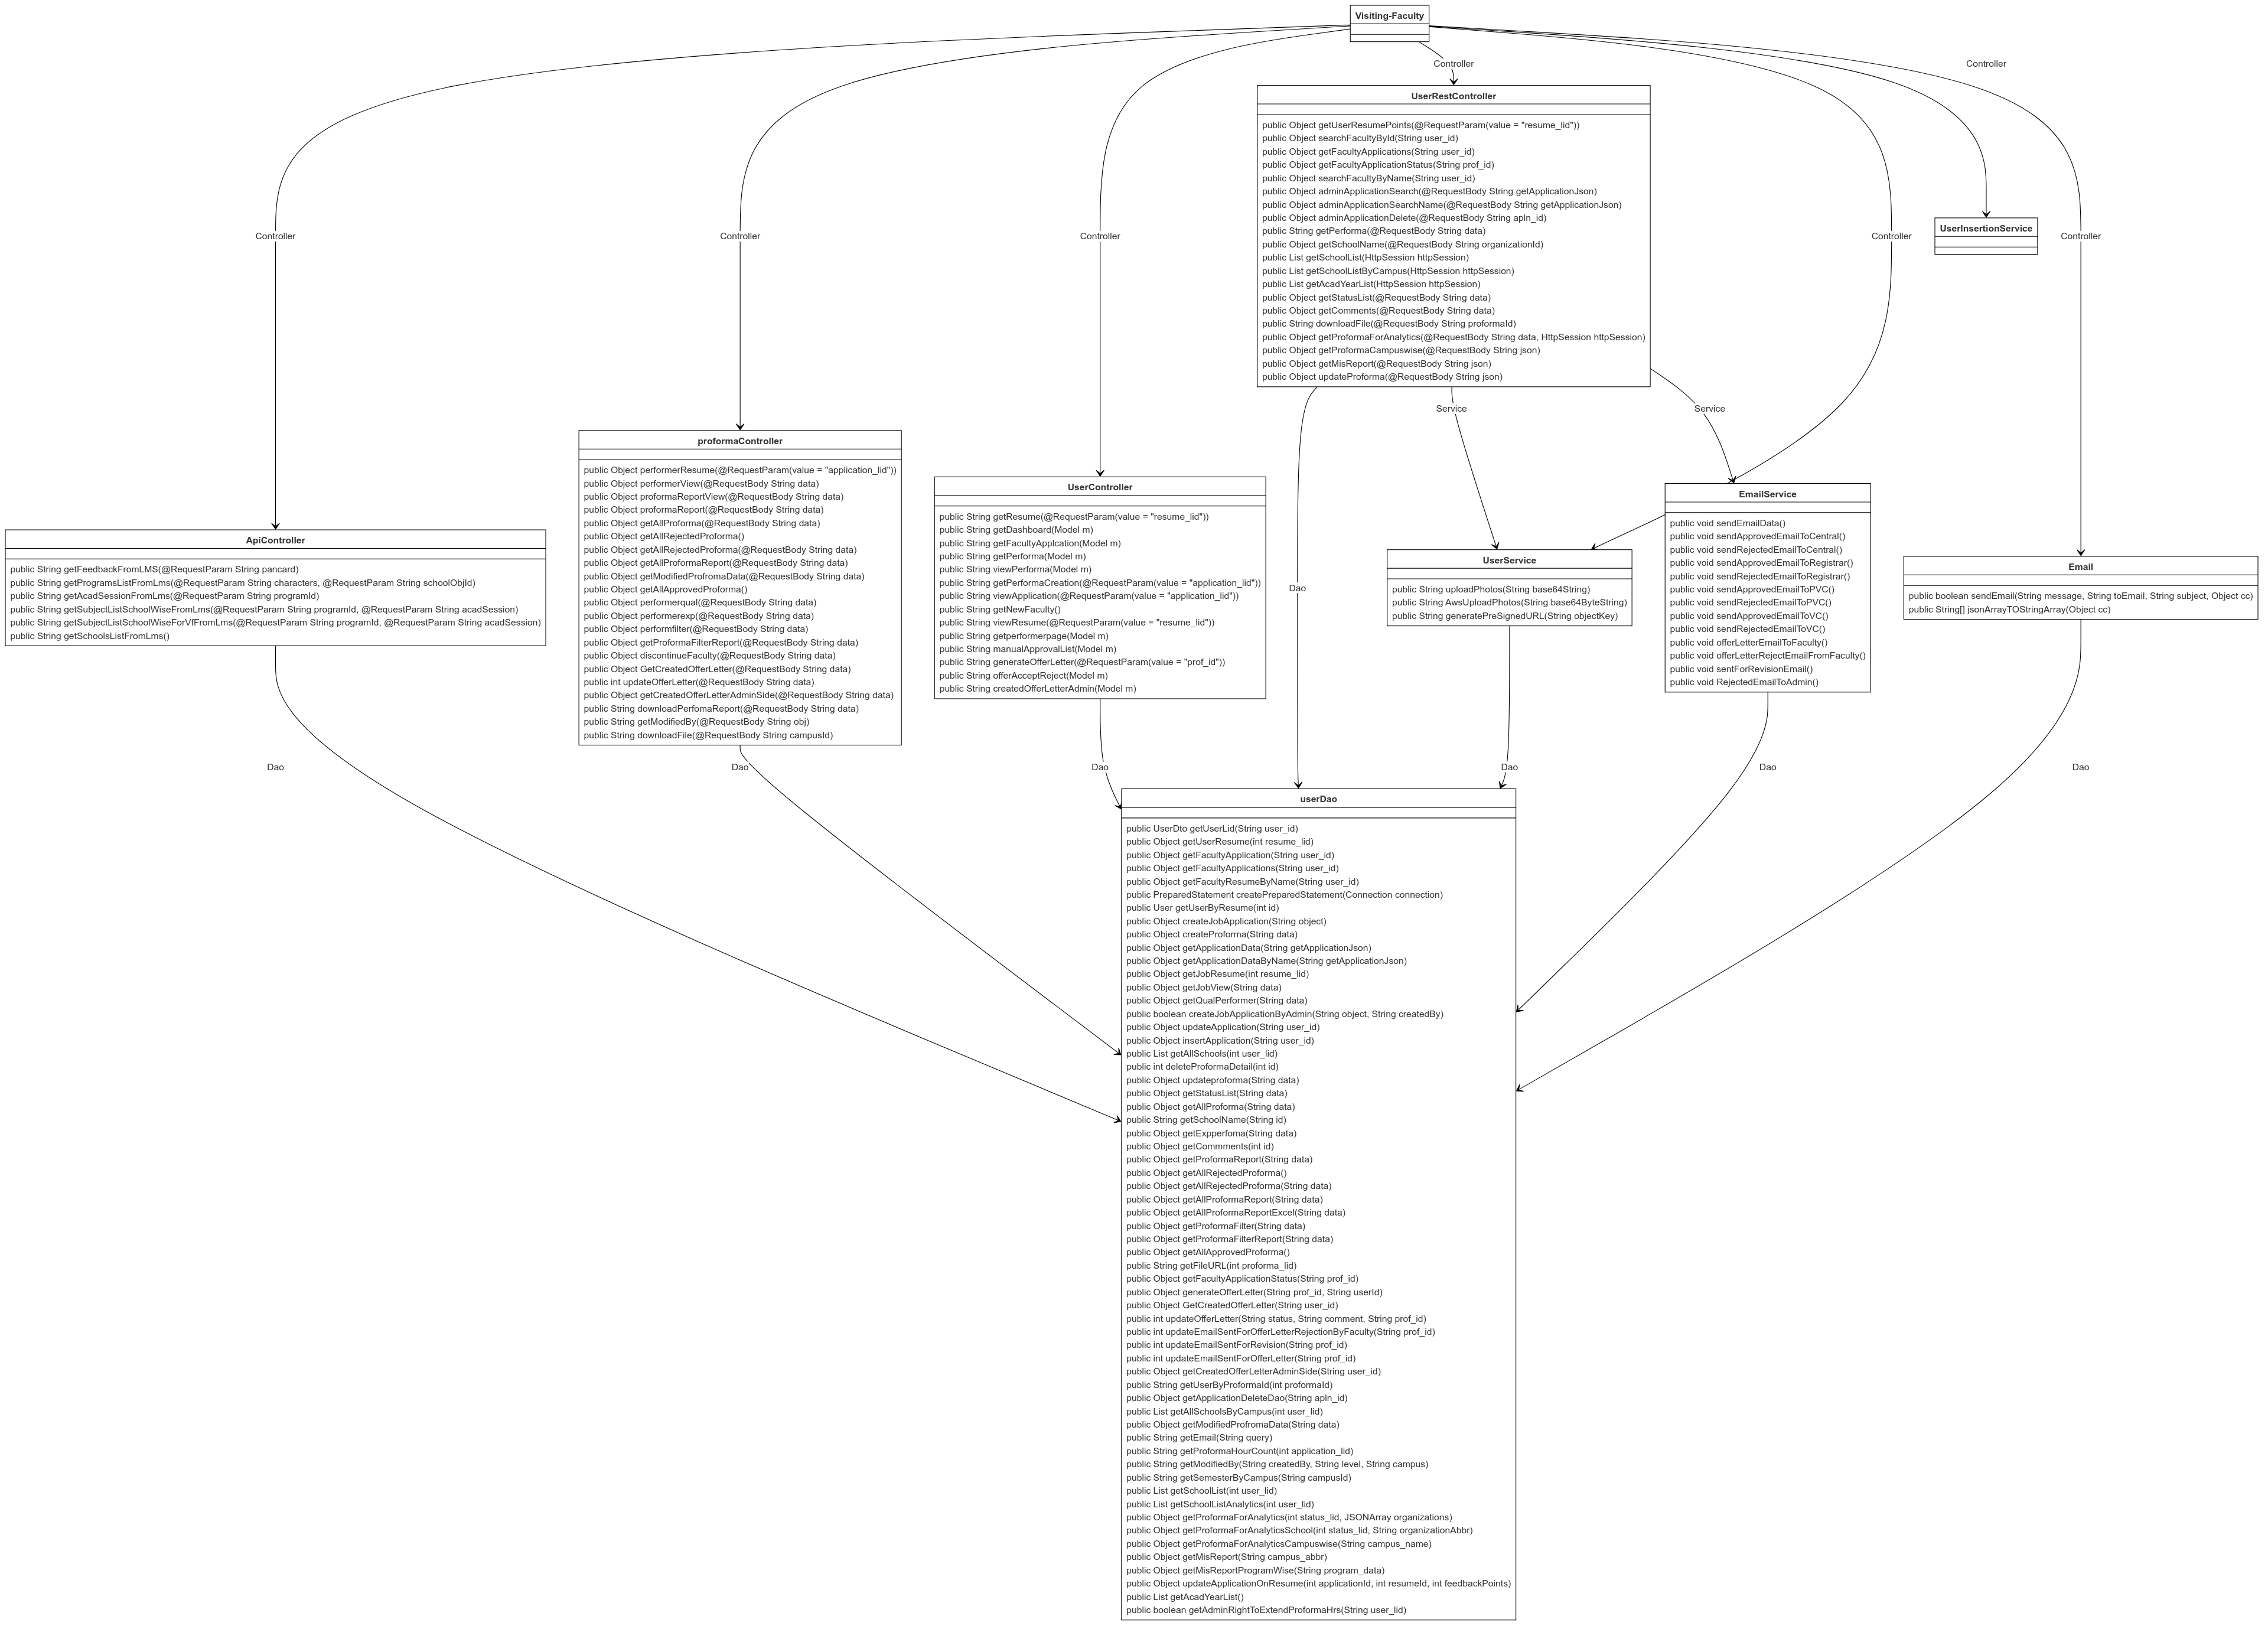 Visiting-Faculty
Controller
Controller
UserRestController
public Object getUserResumePoints(@RequestParam(value = "resume_lid"))
public Object searchFacultyById(String user_id)
public Object getFacultyApplications(String user_id)
public Object getFacultyApplicationStatus(String prof_id)
public Object searchFacultyByName(String user_id)
public Object adminApplicationSearch(@RequestBody String getApplicationJson)
public Object adminApplicationSearchName(@RequestBody String getApplicationJson)
public Object adminApplicationDelete(@RequestBody String apln_id)
public String getPerforma(@RequestBody String data)
public Object getSchoolName(@RequestBody String organizationId)
public List getSchoolList(HttpSession httpSession)
public List getSchoolListByCampus(HttpSession httpSession)
public List getAcadYearList(HttpSession httpSession)
public Object getStatusList(@RequestBody String data)
public Object getComments(@RequestBody String data)
public String downloadFile(@RequestBody String proformaId)
public Object getProformaForAnalytics(@RequestBody String data, HttpSession httpSession)
public Object getProformaCampuswise(@RequestBody String json)
public Object getMisReport(@RequestBody String json)
public Object updateProforma(@RequestBody String json)
Controller
Controller
Controller
Controller
Controller
UserInsertionService
Service
Service
proformaController
public Object performerResume(@RequestParam(value = "application_lid"))
public Object performerView(@RequestBody String data)
public Object proformaReportView(@RequestBody String data)
public Object proformaReport(@RequestBody String data)
public Object getAllProforma(@RequestBody String data)
public Object getAllRejectedProforma()
public Object getAllRejectedProforma(@RequestBody String data)
public Object getAllProformaReport(@RequestBody String data)
public Object getModifiedProfromaData(@RequestBody String data)
public Object getAllApprovedProforma()
public Object performerqual(@RequestBody String data)
public Object performerexp(@RequestBody String data)
public Object performfilter(@RequestBody String data)
public Object getProformaFilterReport(@RequestBody String data)
public Object discontinueFaculty(@RequestBody String data)
public Object GetCreatedOfferLetter(@RequestBody String data)
public int updateOfferLetter(@RequestBody String data)
public Object getCreatedOfferLetterAdminSide(@RequestBody String data)
public String downloadPerfomaReport(@RequestBody String data)
public String getModifiedBy(@RequestBody String obj)
public String downloadFile(@RequestBody String campusId)
UserController
public String getResume(@RequestParam(value = "resume_lid"))
public String getDashboard(Model m)
public String getFacultyApplcation(Model m)
public String getPerforma(Model m)
public String viewPerforma(Model m)
public String getPerformaCreation(@RequestParam(value = "application_lid"))
public String viewApplication(@RequestParam(value = "application_lid"))
public String getNewFaculty()
public String viewResume(@RequestParam(value = "resume_lid"))
public String getperformerpage(Model m)
public String manualApprovalList(Model m)
public String generateOfferLetter(@RequestParam(value = "prof_id"))
public String offerAcceptReject(Model m)
public String createdOfferLetterAdmin(Model m)
EmailService
public void sendEmailData()
public void sendApprovedEmailToCentral()
public void sendRejectedEmailToCentral()
public void sendApprovedEmailToRegistrar()
public void sendRejectedEmailToRegistrar()
public void sendApprovedEmailToPVC()
public void sendRejectedEmailToPVC()
public void sendApprovedEmailToVC()
public void sendRejectedEmailToVC()
public void offerLetterEmailToFaculty()
public void offerLetterRejectEmailFromFaculty()
public void sentForRevisionEmail()
public void RejectedEmailToAdmin()
ApiController
public String getFeedbackFromLMS(@RequestParam String pancard)
public String getProgramsListFromLms(@RequestParam String characters, @RequestParam String schoolObjId)
public String getAcadSessionFromLms(@RequestParam String programId)
public String getSubjectListSchoolWiseFromLms(@RequestParam String programId, @RequestParam String acadSession)
public String getSubjectListSchoolWiseForVfFromLms(@RequestParam String programId, @RequestParam String acadSession)
public String getSchoolsListFromLms()
UserService
public String uploadPhotos(String base64String)
public String AwsUploadPhotos(String base64ByteString)
public String generatePreSignedURL(String objectKey)
Email
public boolean sendEmail(String message, String toEmail, String subject, Object cc)
public String[] jsonArrayTOStringArray(Object cc)
Dao
Dao
Dao
Dao
Dao
Dao
Dao
userDao
public UserDto getUserLid(String user_id)
public Object getUserResume(int resume_lid)
public Object getFacultyApplication(String user_id)
public Object getFacultyApplications(String user_id)
public Object getFacultyResumeByName(String user_id)
public PreparedStatement createPreparedStatement(Connection connection)
public User getUserByResume(int id)
public Object createJobApplication(String object)
public Object createProforma(String data)
public Object getApplicationData(String getApplicationJson)
public Object getApplicationDataByName(String getApplicationJson)
public Object getJobResume(int resume_lid)
public Object getJobView(String data)
public Object getQualPerformer(String data)
public boolean createJobApplicationByAdmin(String object, String createdBy)
public Object updateApplication(String user_id)
public Object insertApplication(String user_id)
public List getAllSchools(int user_lid)
public int deleteProformaDetail(int id)
public Object updateproforma(String data)
public Object getStatusList(String data)
public Object getAllProforma(String data)
public String getSchoolName(String id)
public Object getExpperfoma(String data)
public Object getCommments(int id)
public Object getProformaReport(String data)
public Object getAllRejectedProforma()
public Object getAllRejectedProforma(String data)
public Object getAllProformaReport(String data)
public Object getAllProformaReportExcel(String data)
public Object getProformaFilter(String data)
public Object getProformaFilterReport(String data)
public Object getAllApprovedProforma()
public String getFileURL(int proforma_lid)
public Object getFacultyApplicationStatus(String prof_id)
public Object generateOfferLetter(String prof_id, String userId)
public Object GetCreatedOfferLetter(String user_id)
public int updateOfferLetter(String status, String comment, String prof_id)
public int updateEmailSentForOfferLetterRejectionByFaculty(String prof_id)
public int updateEmailSentForRevision(String prof_id)
public int updateEmailSentForOfferLetter(String prof_id)
public Object getCreatedOfferLetterAdminSide(String user_id)
public String getUserByProformaId(int proformaId)
public Object getApplicationDeleteDao(String apln_id)
public List getAllSchoolsByCampus(int user_lid)
public Object getModifiedProfromaData(String data)
public String getEmail(String query)
public String getProformaHourCount(int application_lid)
public String getModifiedBy(String createdBy, String level, String campus)
public String getSemesterByCampus(String campusId)
public List getSchoolList(int user_lid)
public List getSchoolListAnalytics(int user_lid)
public Object getProformaForAnalytics(int status_lid, JSONArray organizations)
public Object getProformaForAnalyticsSchool(int status_lid, String organizationAbbr)
public Object getProformaForAnalyticsCampuswise(String campus_name)
public Object getMisReport(String campus_abbr)
public Object getMisReportProgramWise(String program_data)
public Object updateApplicationOnResume(int applicationId, int resumeId, int feedbackPoints)
public List getAcadYearList()
public boolean getAdminRightToExtendProformaHrs(String user_lid)